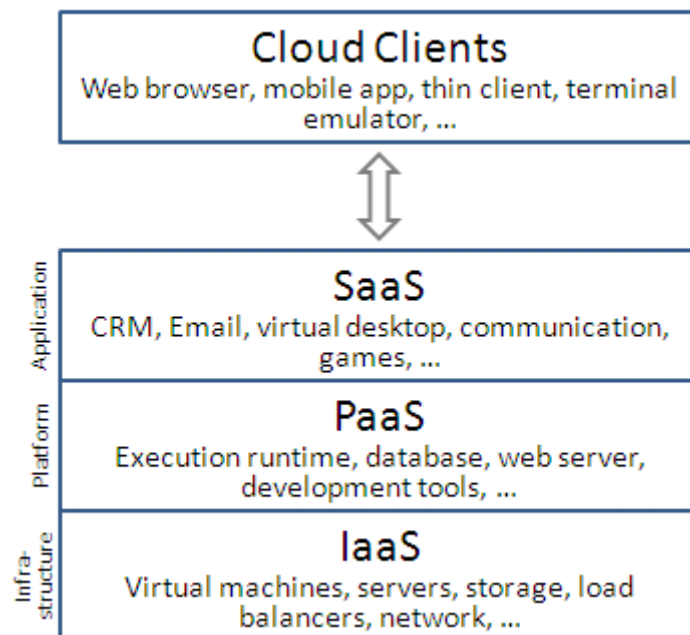 Cloud Clients
Web browser, mobile app, thin client, terminal
emulator, ...
Application
SaaS
CRM, Email, virtual desktop, communication,
games, ...
Platform
PaaS
Execution runtime, database, web server,
development tools, ...
Infra-
structure
IaaS
Virtual machines, servers, storage, load
balancers, network, ...